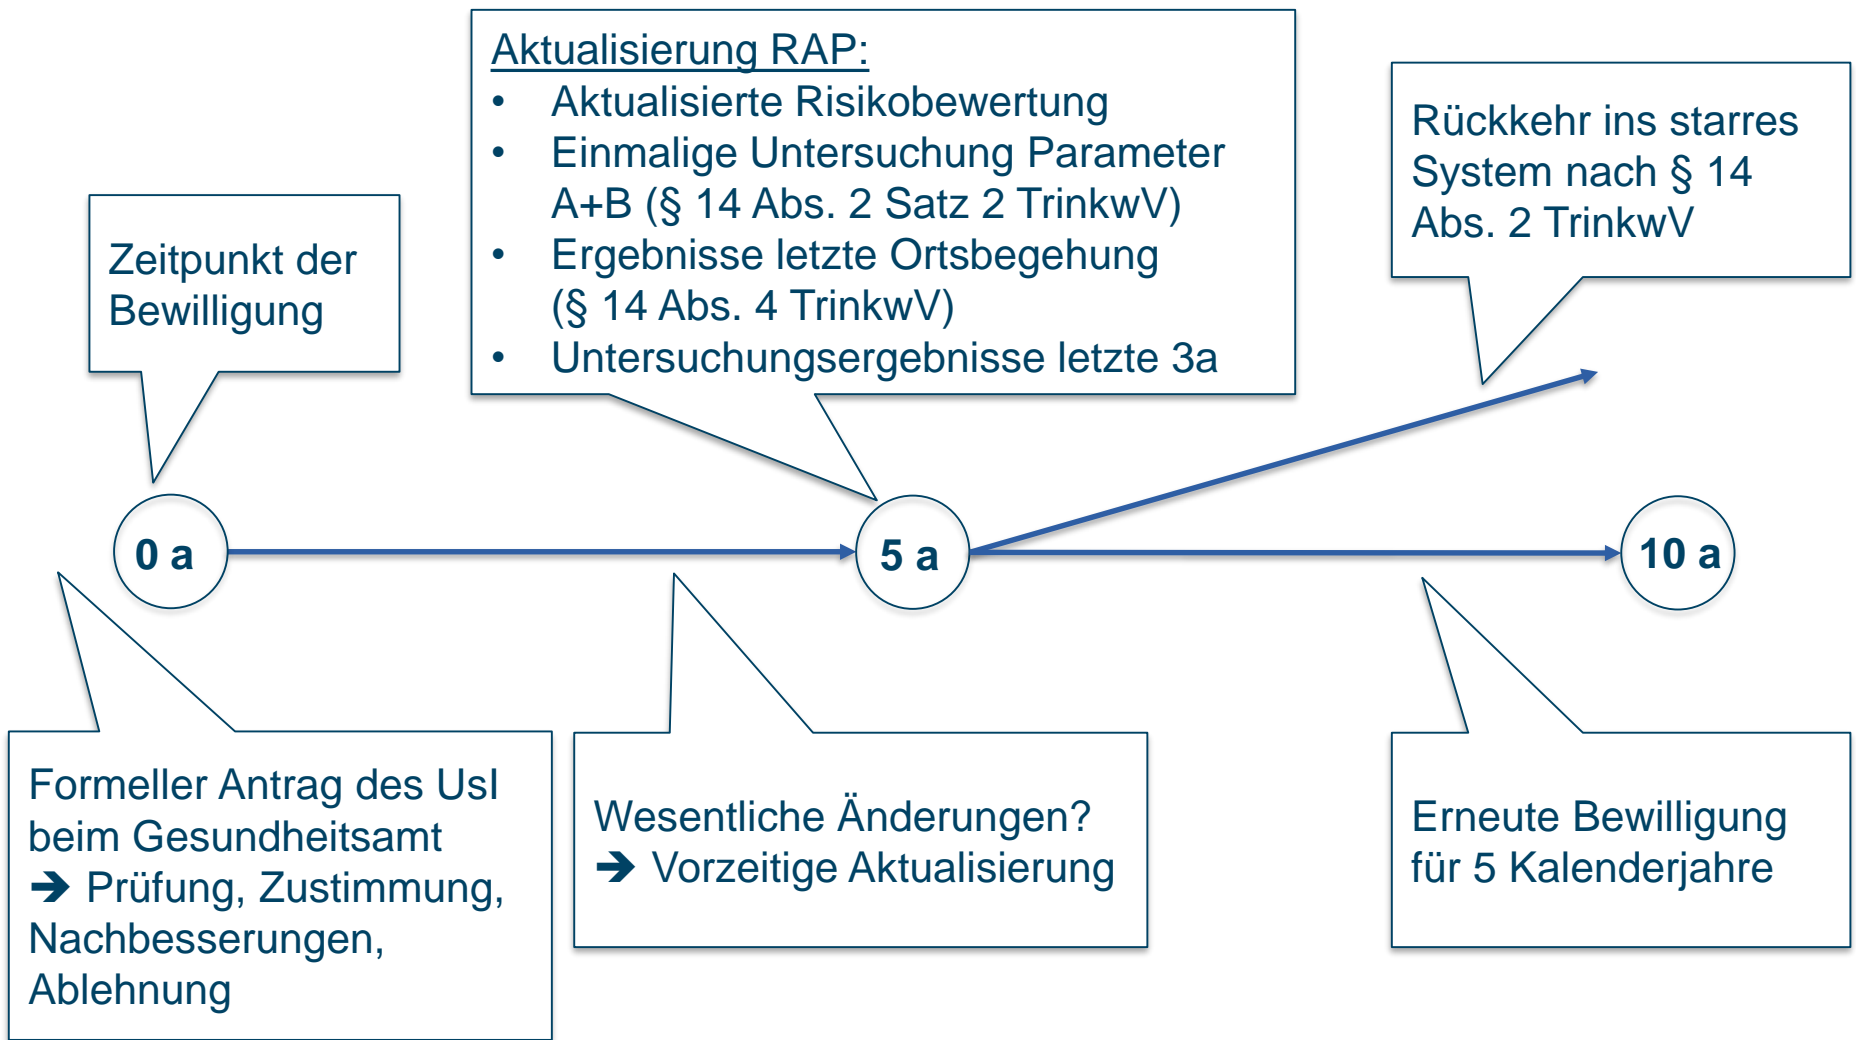 Aktualisierung RAP:
• Aktualisierte Risikobewertung
• Einmalige Untersuchung Parameter
A+B (§ 14 Abs. 2 Satz 2 TrinkwV)
• Ergebnisse letzte Ortsbegehung
(§ 14 Abs. 4 TrinkwV)
• Untersuchungsergebnisse letzte 3a
Rückkehr ins starres
System nach § 14
Abs. 2 TrinkwV
Zeitpunkt der
Bewilligung
0 a
5 a
10 a
Formeller Antrag des UsI
beim Gesundheitsamt
➔ Prüfung, Zustimmung,
Nachbesserungen,
Ablehnung
Wesentliche Änderungen?
➔ Vorzeitige Aktualisierung
Erneute Bewilligung
für 5 Kalenderjahre